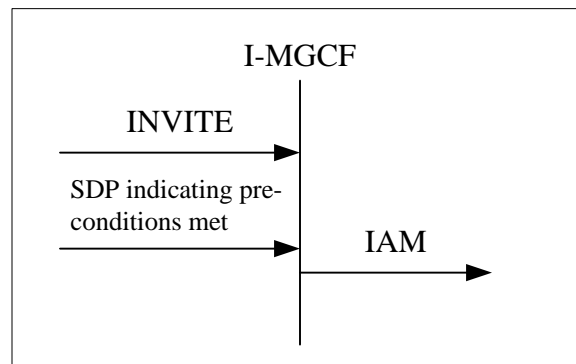 I-MGCF
INVITE
SDP indicating pre-
conditions met
IAM